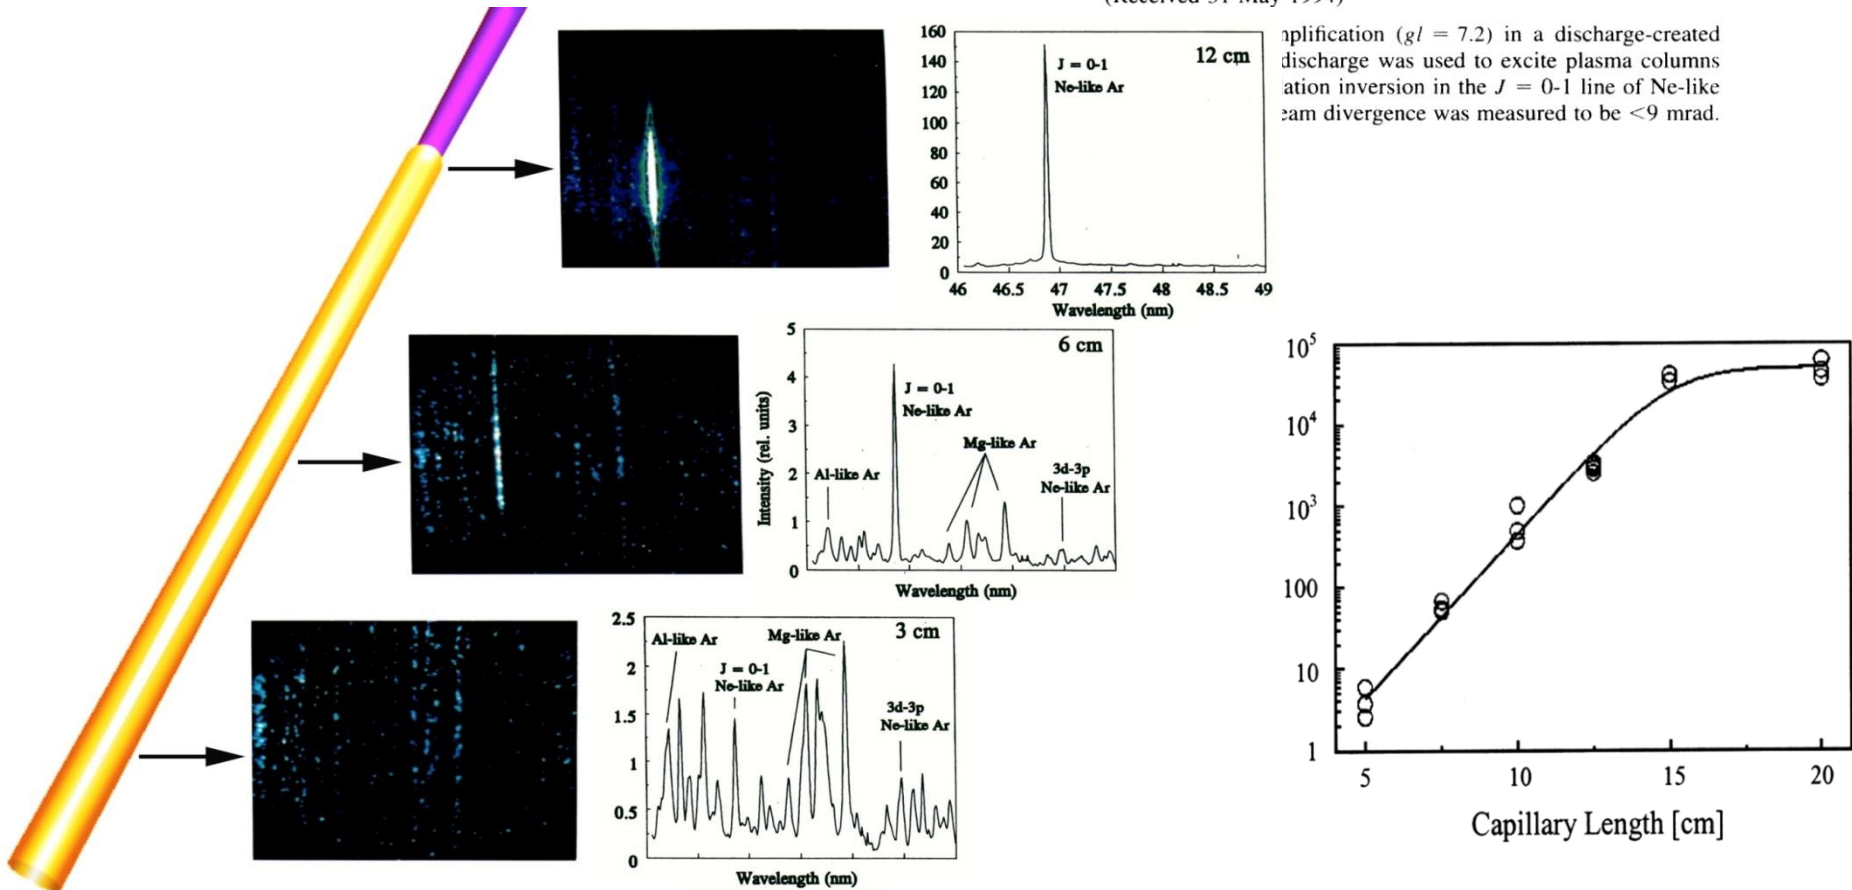 (Received 31 May 1994)
nplification (gl = 7.2) in a discharge-created
discharge was used to excite plasma columns
ation inversion in the J = 0-1 line of Ne-like
eam divergence was measured to be <9 mrad.
160
140
120
100
80
60
40
20
0
12 cm
J = 0-1
Ne-like Ar
46 46.5 47 47.5 48 48.5 49
Wavelength (nm)
5
4
3
2
1
0
Intensity (rel. units)
6 cm
J = 0-1
Ne-like Ar
Mg-like Ar
Al-like Ar
3d-3p
Ne-like Ar
Wavelength (nm)
2.5
2
1.5
1
0.5
0
3 cm
Al-like Ar
Mg-like Ar
J = 0-1
Ne-like Ar
3d-3p
Ne-like Ar
Wavelength (nm)
10^5
10^4
10^3
100
10
1
5 10 15 20
Capillary Length [cm]